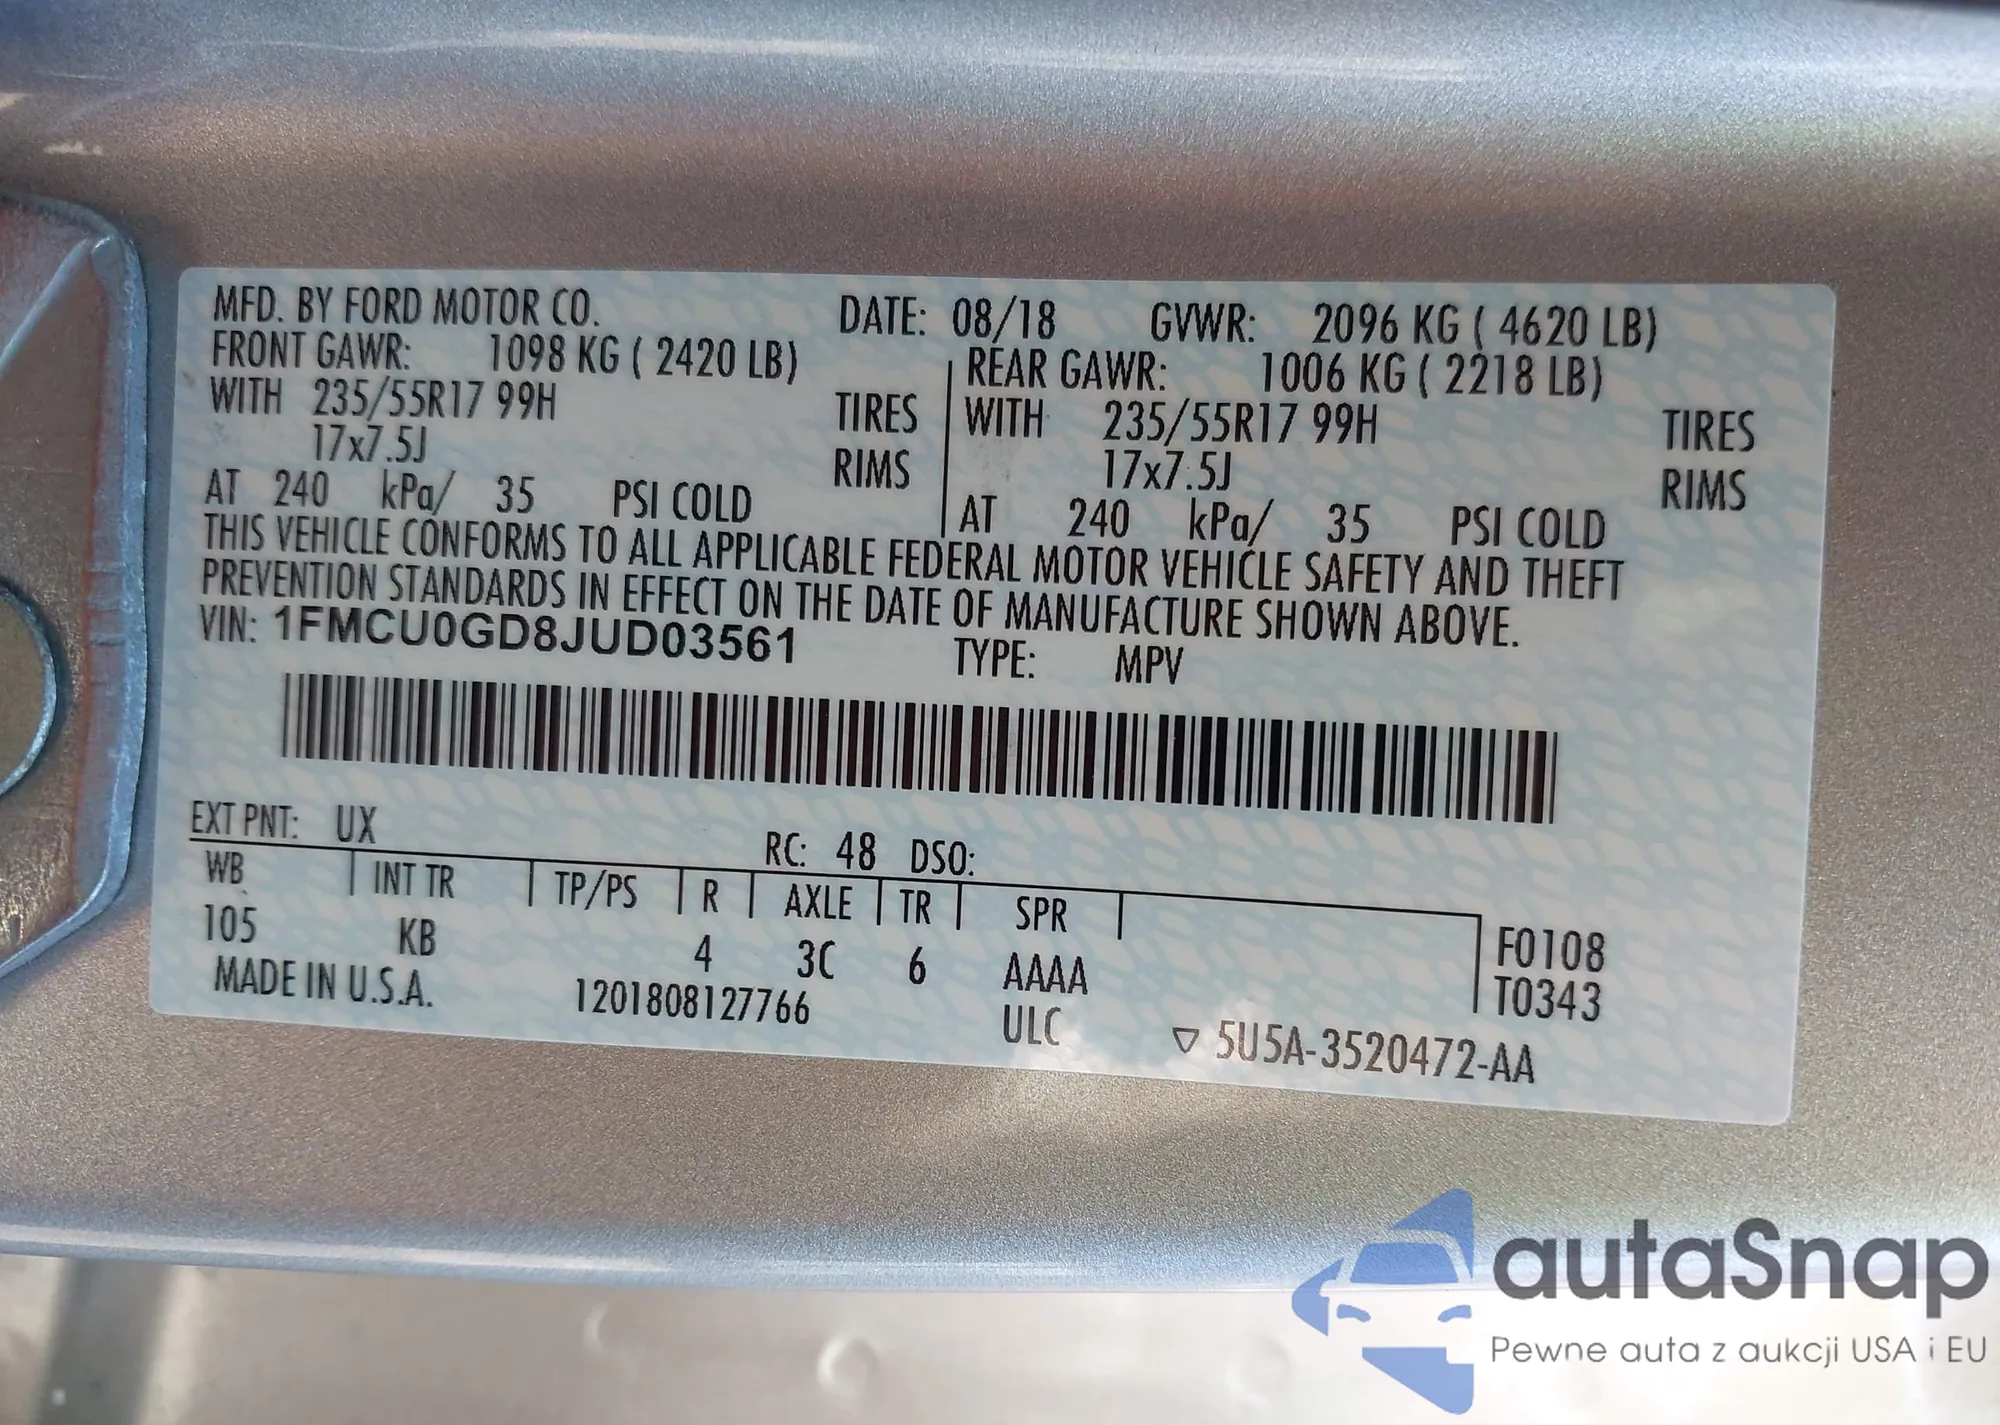 MFD. BY FORD MOTOR CO. DATE: 08/18 GVWR: 2096 KG ( 4620 LB)
FRONT GAWR: 1098 KG ( 2420 LB) REAR GAWR: 1006 KG ( 2218 LB)
WITH 235/55R17 99H TIRES WITH 235/55R17 99H TIRES
17x7.5J RIMS 17x7.5J RIMS
AT 240 kPa/ 35 PSI COLD AT 240 kPa/ 35 PSI COLD
THIS VEHICLE CONFORMS TO ALL APPLICABLE FEDERAL MOTOR VEHICLE SAFETY AND THEFT
PREVENTION STANDARDS IN EFFECT ON THE DATE OF MANUFACTURE SHOWN ABOVE.
VIN: 1FMCU0GD8JUD03561 TYPE: MPV
EXT PNT: UX RC: 48 DSO:
WB INT TR TP/PS R AXLE TR SPR
105 KB 4 3C 6 AAAA F0108
MADE IN U.S.A. 1201808127766 ULC T0343
▽ 5U5A-3520472-AA
autaSnap
Pewne auta z aukcji USA i EU